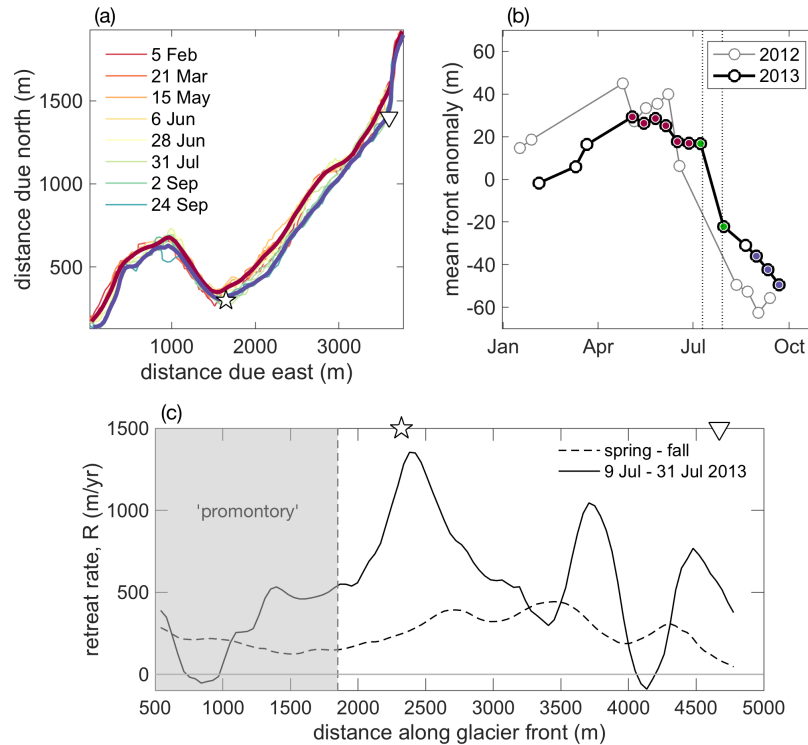 (a)
5 Feb
21 Mar
15 May
6 Jun
28 Jun
31 Jul
2 Sep
24 Sep
distance due north (m)
1500
1000
500
1000 2000 3000
distance due east (m)
(b)
2012
2013
mean front anomaly (m)
60
40
20
0
-20
-40
-60
Jan Apr Jul Oct
(c)
spring - fall
9 Jul - 31 Jul 2013
'promontory'
retreat rate, R (m/yr)
1500
1000
500
0
500 1000 1500 2000 2500 3000 3500 4000 4500 5000
distance along glacier front (m)